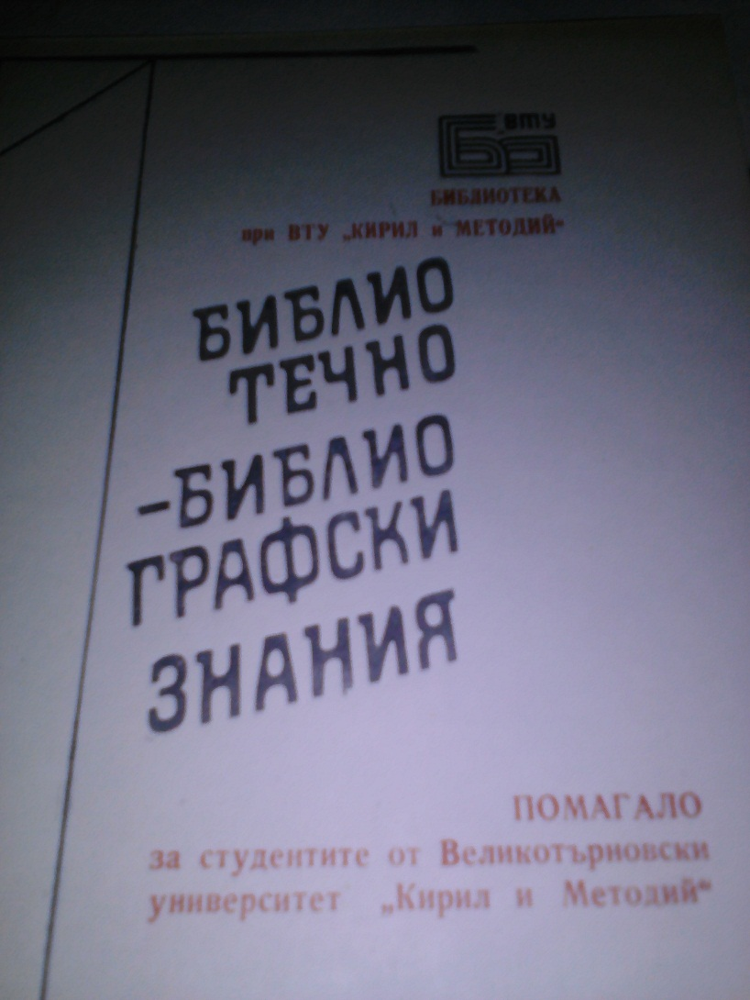 ВТУ
БИБЛИОТЕКА
при ВТУ „КИРИЛ и МЕТОДИЙ“
БИБЛИО
ТЕЧНО
-БИБЛИО
ГРАФСКИ
ЗНАНИЯ
ПОМАГАЛО
за студентите от Великотърновски
университет „Кирил и Методий“